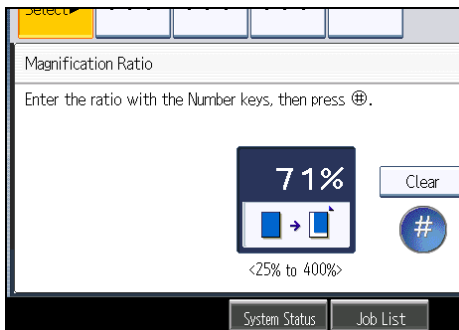 Select▶
Magnification Ratio
Enter the ratio with the Number keys, then press ⌗.
71%
Clear
#
<25% to 400%>
System Status
Job List